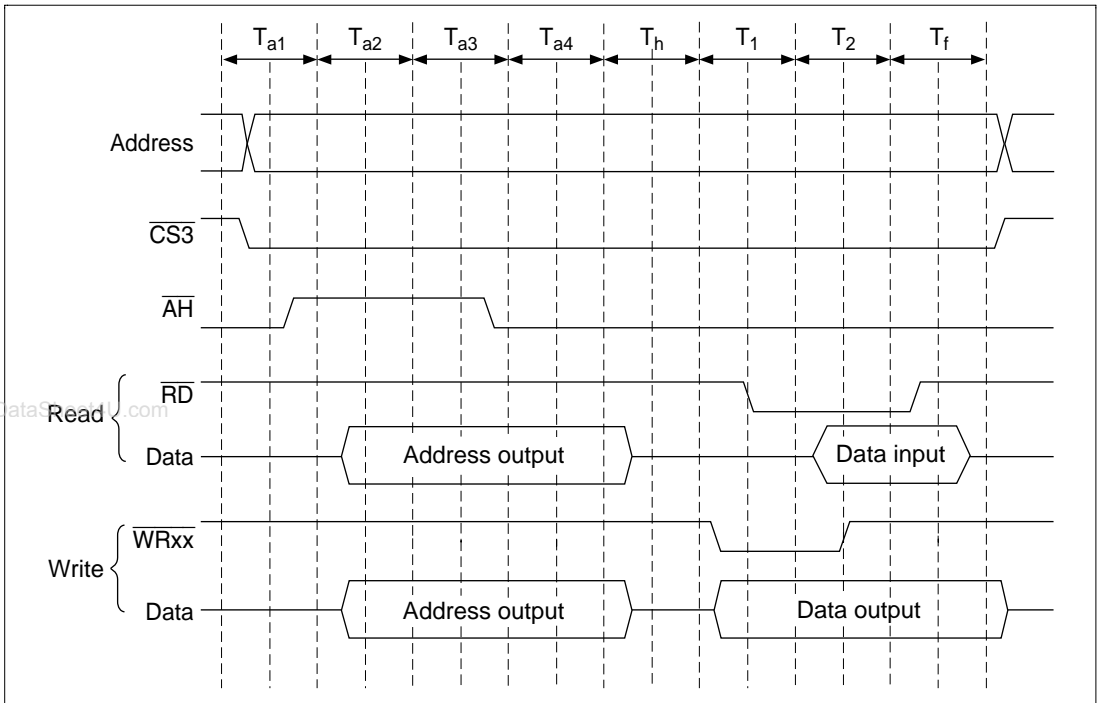 Ta1 Ta2 Ta3 Ta4 Th T1 T2 Tf
Address
CS3
AH
Read
RD
Data Address output Data input
Write
WRxx
Data Address output Data output